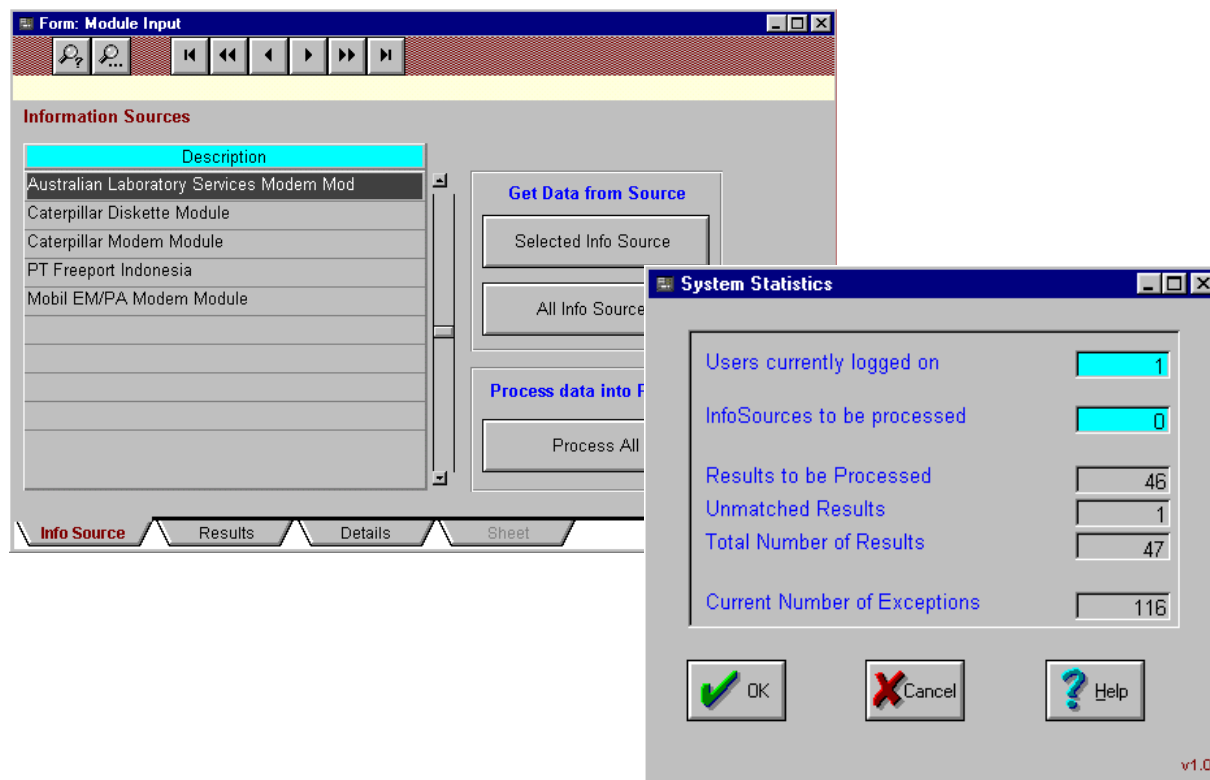 Form: Module Input
Information Sources
Description
Australian Laboratory Services Modem Mod
Caterpillar Diskette Module
Caterpillar Modem Module
PT Freeport Indonesia
Mobil EM/PA Modem Module
Get Data from Source
Selected Info Source
All Info Source
Process data into
Process All
Info Source
Results
Details
Sheet
System Statistics
Users currently logged on 1
InfoSources to be processed 0
Results to be Processed 46
Unmatched Results 1
Total Number of Results 47
Current Number of Exceptions 116
OK
Cancel
Help
v1.0